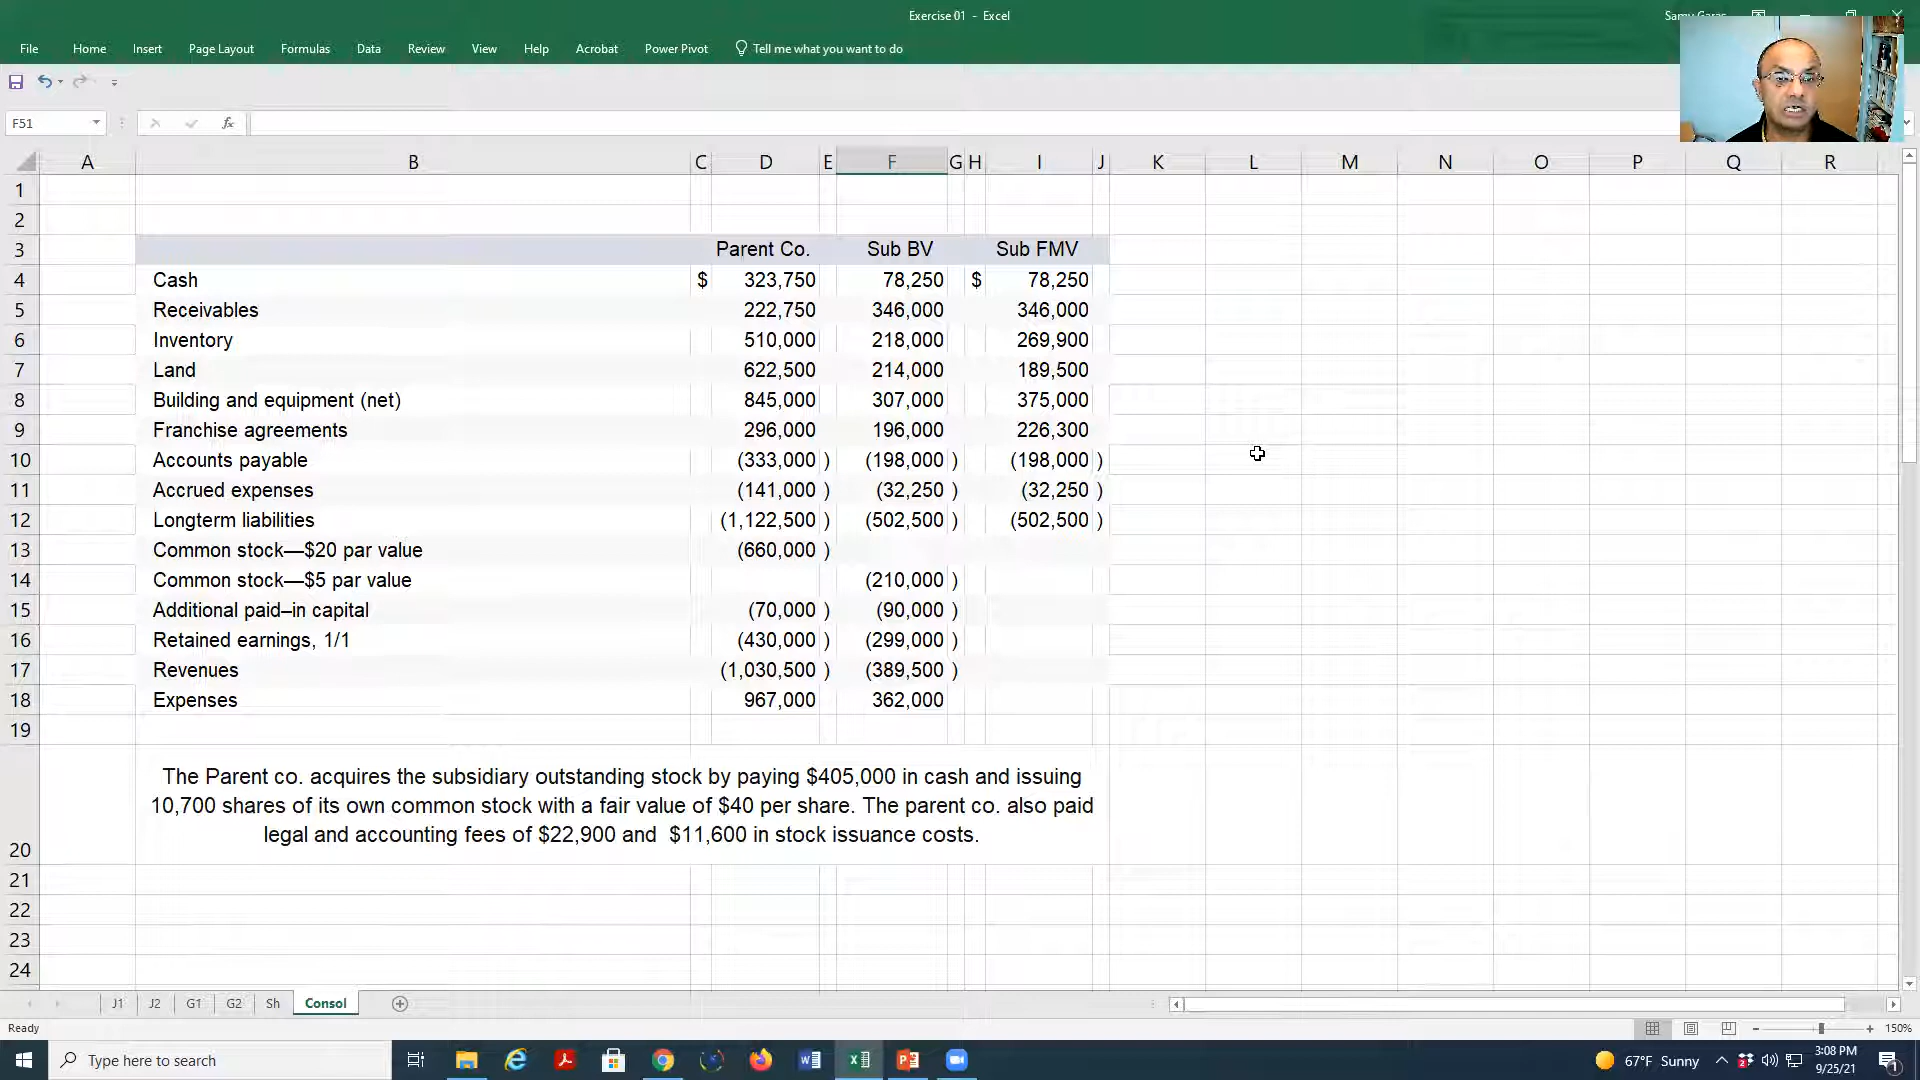 Exercise 01 - Excel
File Home Insert Page Layout Formulas Data Review View Help Acrobat Power Pivot Tell me what you want to do
F51 fx
A B C D E F G H I J K L M N O P Q R
1
2
3 Parent Co. Sub BV Sub FMV
4 Cash $ 323,750 78,250 $ 78,250
5 Receivables 222,750 346,000 346,000
6 Inventory 510,000 218,000 269,900
7 Land 622,500 214,000 189,500
8 Building and equipment (net) 845,000 307,000 375,000
9 Franchise agreements 296,000 196,000 226,300
10 Accounts payable (333,000 ) (198,000 ) (198,000 )
11 Accrued expenses (141,000 ) (32,250 ) (32,250 )
12 Longterm liabilities (1,122,500 ) (502,500 ) (502,500 )
13 Common stock—$20 par value (660,000 )
14 Common stock—$5 par value (210,000 )
15 Additional paid–in capital (70,000 ) (90,000 )
16 Retained earnings, 1/1 (430,000 ) (299,000 )
17 Revenues (1,030,500 ) (389,500 )
18 Expenses 967,000 362,000
19
The Parent co. acquires the subsidiary outstanding stock by paying $405,000 in cash and issuing
10,700 shares of its own common stock with a fair value of $40 per share. The parent co. also paid
legal and accounting fees of $22,900 and $11,600 in stock issuance costs.
20
21
22
23
24
J1 J2 G1 G2 Sh Consol
Ready 150%
Type here to search 67°F Sunny 3:08 PM
9/25/21